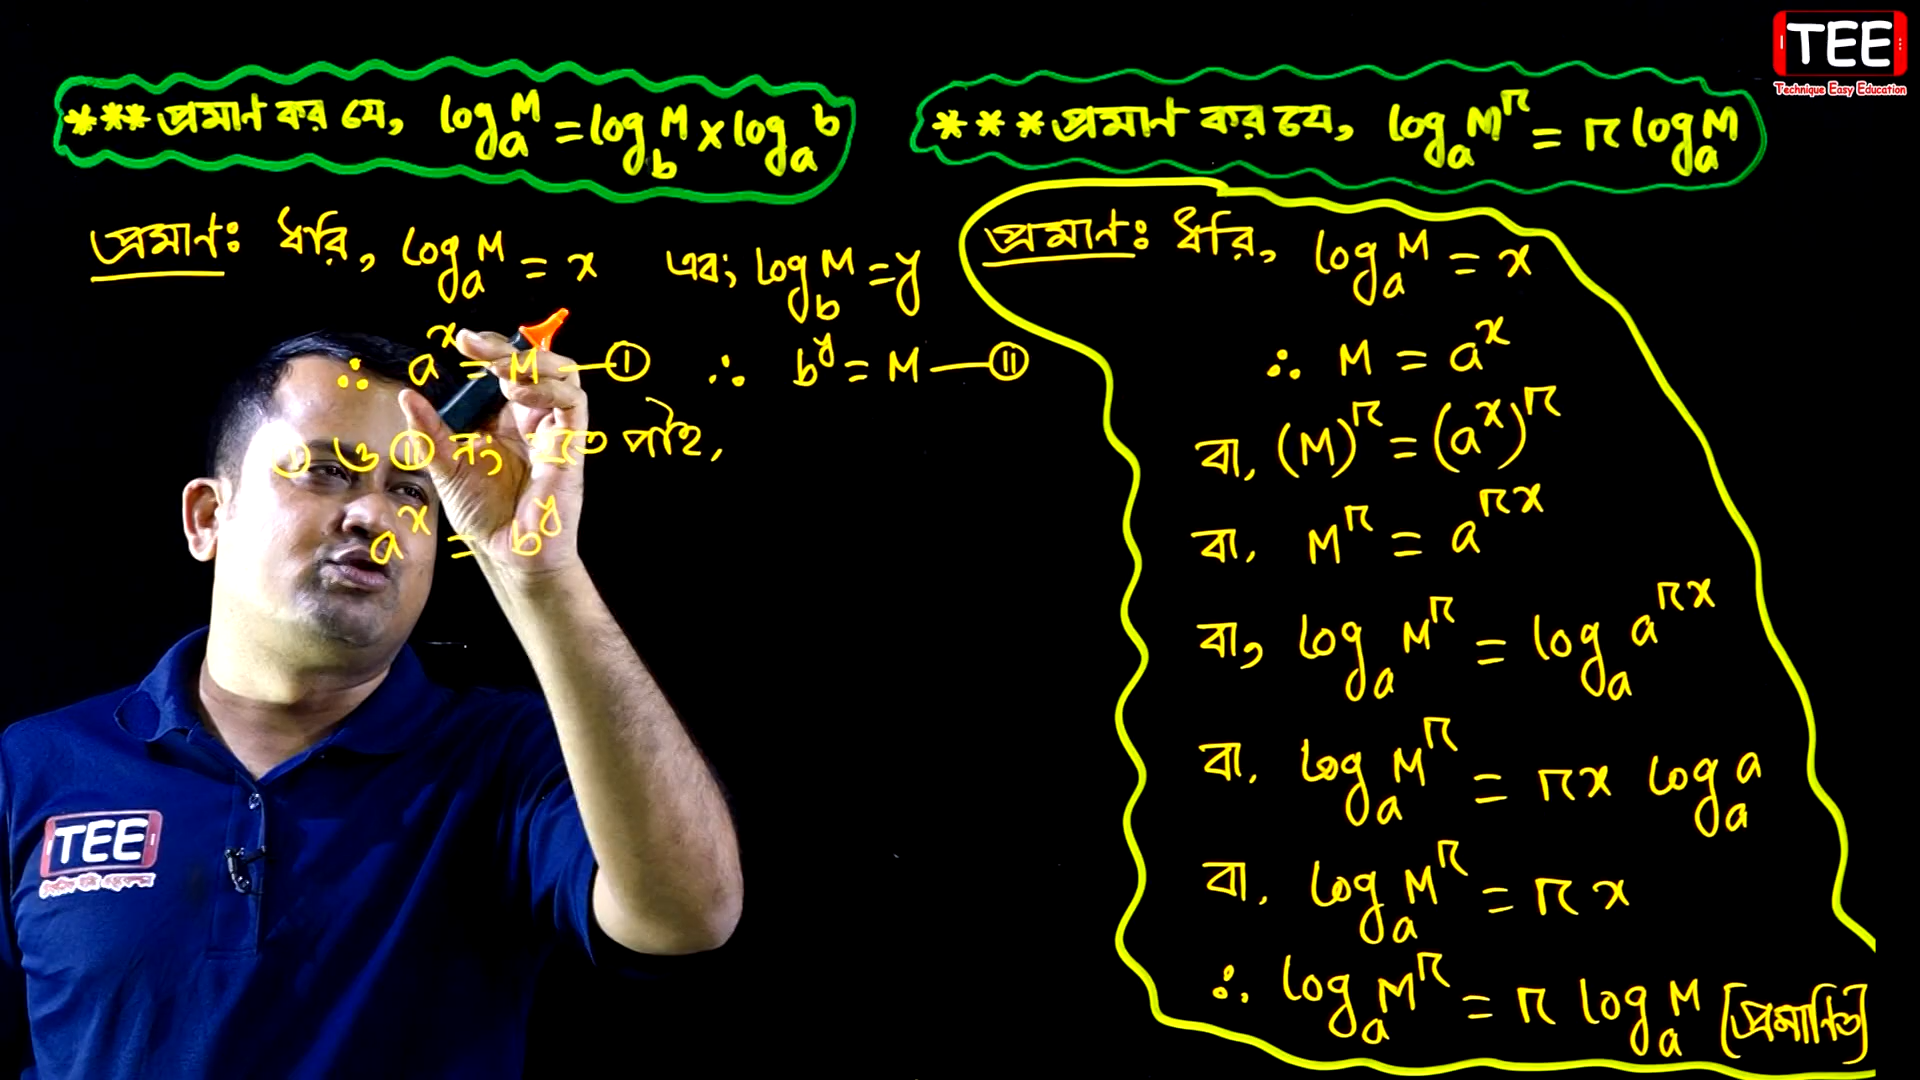 *** প্রমাণ কর যে, logₐM = log_bM × logₐb
প্রমাণঃ ধরি, logₐM = x এবং log_bM = y
∴ aˣ = M —Ⓘ ∴ bʸ = M —Ⓘⓘ
Ⓘ ও Ⓘⓘ নং হতে পাই,
aˣ = bʸ
TEE
*** প্রমাণ কর যে, logₐMʳ = r logₐM
প্রমাণঃ ধরি, logₐM = x
∴ M = aˣ
বা, (M)ʳ = (aˣ)ʳ
বা, Mʳ = aʳˣ
বা, logₐMʳ = logₐaʳˣ
বা, logₐMʳ = rx logₐa
বা, logₐMʳ = rx
∴ logₐMʳ = r logₐM [প্রমাণিত]
TEE
Technique Easy Education